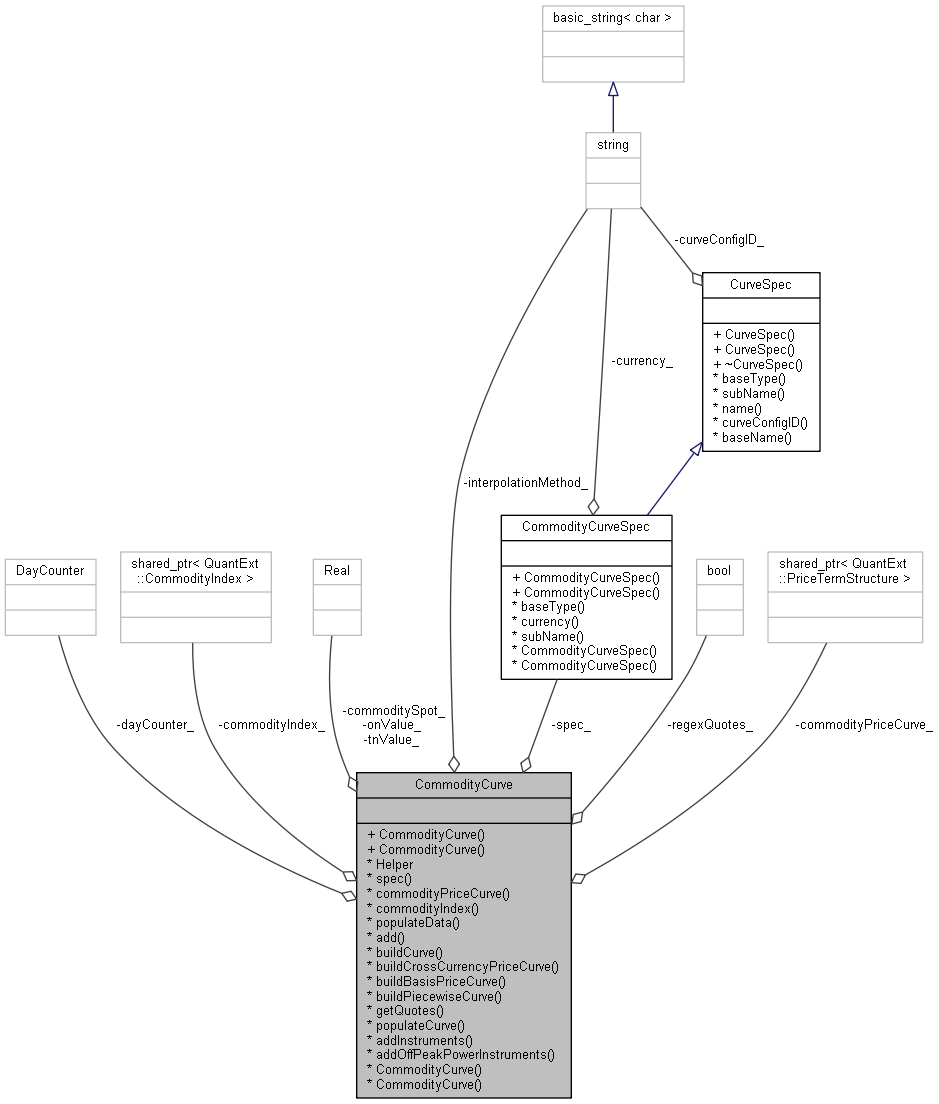 basic_string< char >
string
-curveConfigID_
CurveSpec
+ CurveSpec()
+ CurveSpec()
+ ~CurveSpec()
* baseType()
* subName()
* name()
* curveConfigID()
* baseName()
-currency_
-interpolationMethod_
CommodityCurveSpec
+ CommodityCurveSpec()
+ CommodityCurveSpec()
* baseType()
* currency()
* subName()
* CommodityCurveSpec()
* CommodityCurveSpec()
DayCounter
shared_ptr< QuantExt
::CommodityIndex >
Real
bool
shared_ptr< QuantExt
::PriceTermStructure >
-dayCounter_
-commodityIndex_
-commoditySpot_
-onValue_
-tnValue_
-spec_
-regexQuotes_
-commodityPriceCurve_
CommodityCurve
+ CommodityCurve()
+ CommodityCurve()
* Helper
* spec()
* commodityPriceCurve()
* commodityIndex()
* populateData()
* add()
* buildCurve()
* buildCrossCurrencyPriceCurve()
* buildBasisPriceCurve()
* buildPiecewiseCurve()
* getQuotes()
* populateCurve()
* addInstruments()
* addOffPeakPowerInstruments()
* CommodityCurve()
* CommodityCurve()